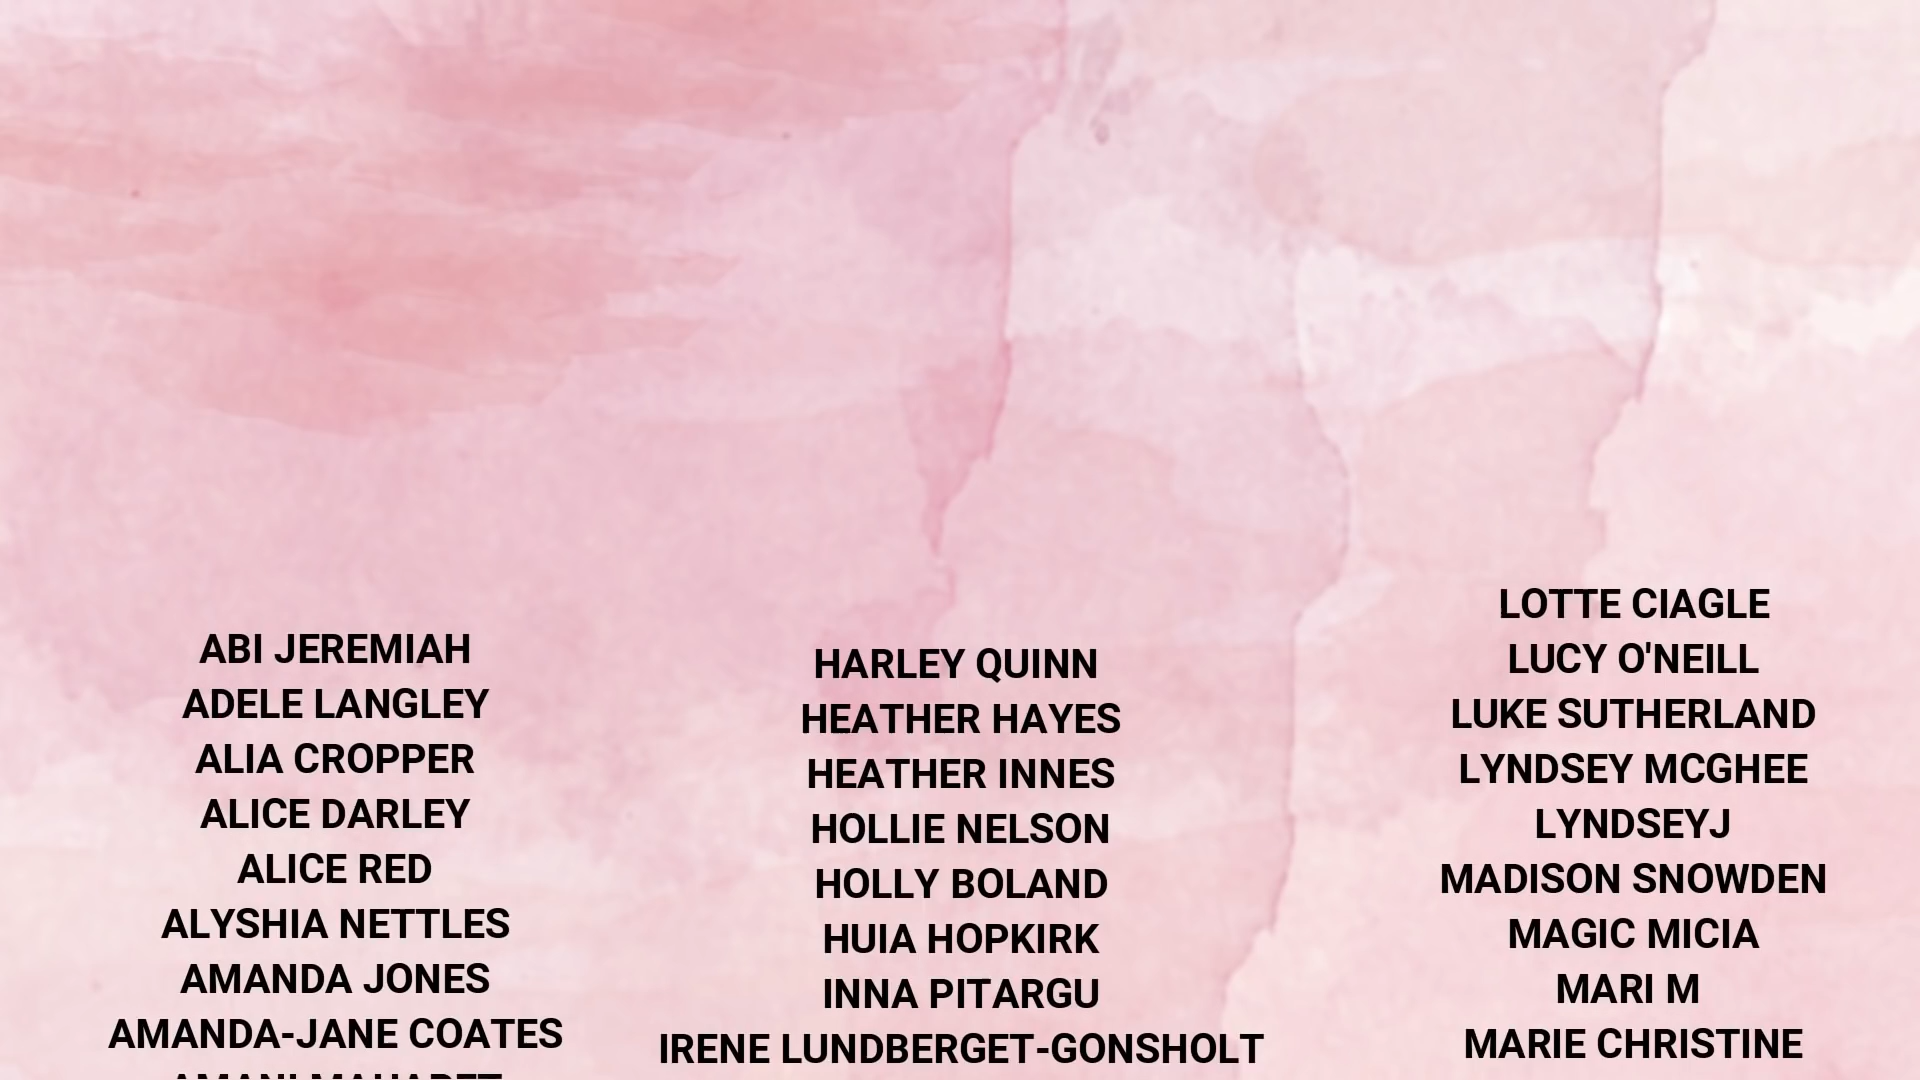 ABI JEREMIAH
ADELE LANGLEY
ALIA CROPPER
ALICE DARLEY
ALICE RED
ALYSHIA NETTLES
AMANDA JONES
AMANDA-JANE COATES
HARLEY QUINN
HEATHER HAYES
HEATHER INNES
HOLLIE NELSON
HOLLY BOLAND
HUIA HOPKIRK
INNA PITARGU
IRENE LUNDBERGET-GONSHOLT
LOTTE CIAGLE
LUCY O'NEILL
LUKE SUTHERLAND
LYNDSEY MCGHEE
LYNDSEYJ
MADISON SNOWDEN
MAGIC MICIA
MARI M
MARIE CHRISTINE